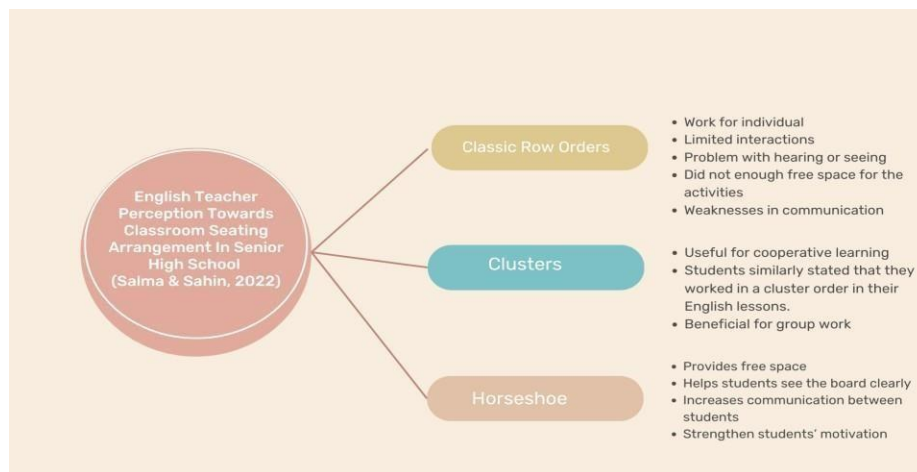 English Teacher
Perception Towards
Classroom Seating
Arrangement In Senior
High School
(Salma & Sahin, 2022)
Classic Row Orders
• Work for individual
• Limited interactions
• Problem with hearing or seeing
• Did not enough free space for the
activities
• Weaknesses in communication
Clusters
• Useful for cooperative learning
• Students similarly stated that they
worked in a cluster order in their
English lessons.
• Beneficial for group work
Horseshoe
• Provides free space
• Helps students see the board clearly
• Increases communication between
students
• Strengthen students' motivation